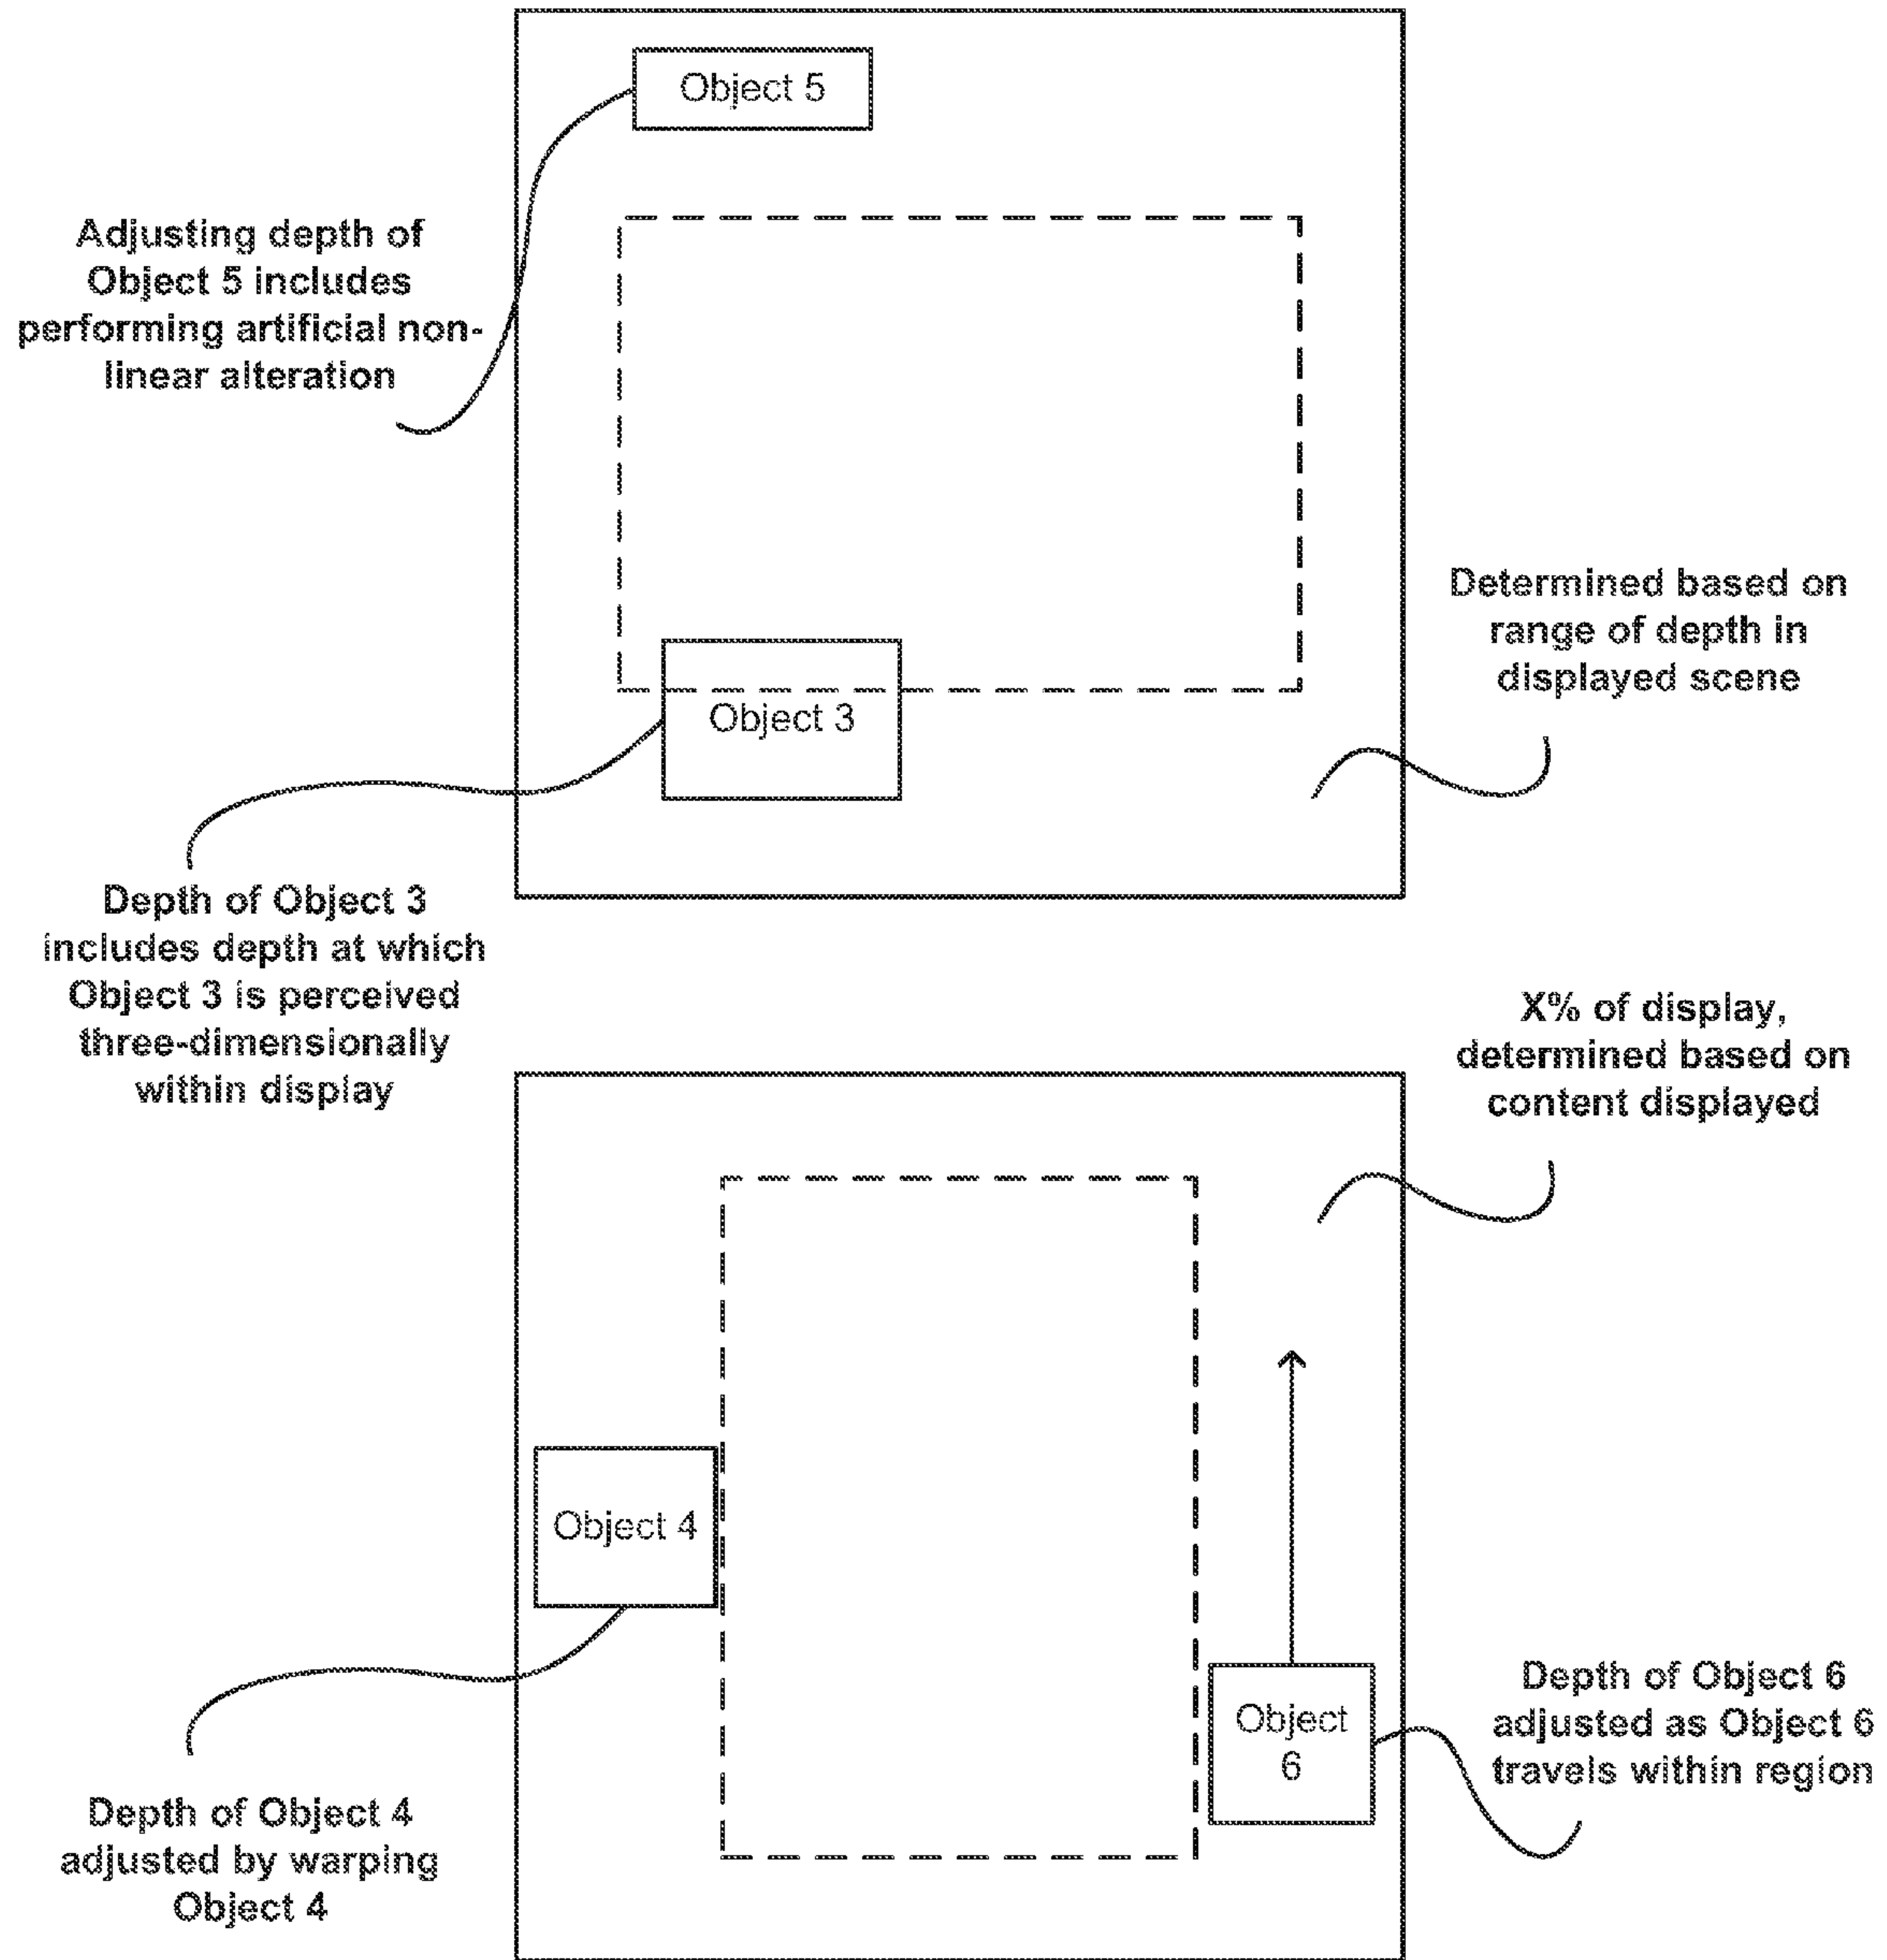 Object 5
Adjusting depth of
Object 5 includes
performing artificial non-
linear alteration
Determined based on
range of depth in
displayed scene
Object 3
Depth of Object 3
includes depth at which
Object 3 is perceived
three-dimensionally
within display
X% of display,
determined based on
content displayed
Object 4
Object
6
Depth of Object 6
adjusted as Object 6
travels within region
Depth of Object 4
adjusted by warping
Object 4